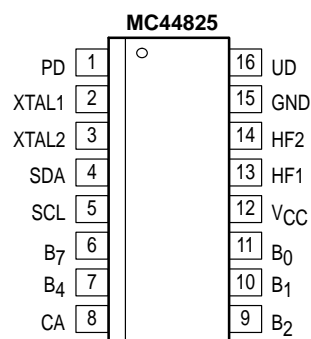 MC44825
PD 1 16 UD
XTAL1 2 15 GND
XTAL2 3 14 HF2
SDA 4 13 HF1
SCL 5 12 VCC
B7 6 11 B0
B4 7 10 B1
CA 8 9 B2